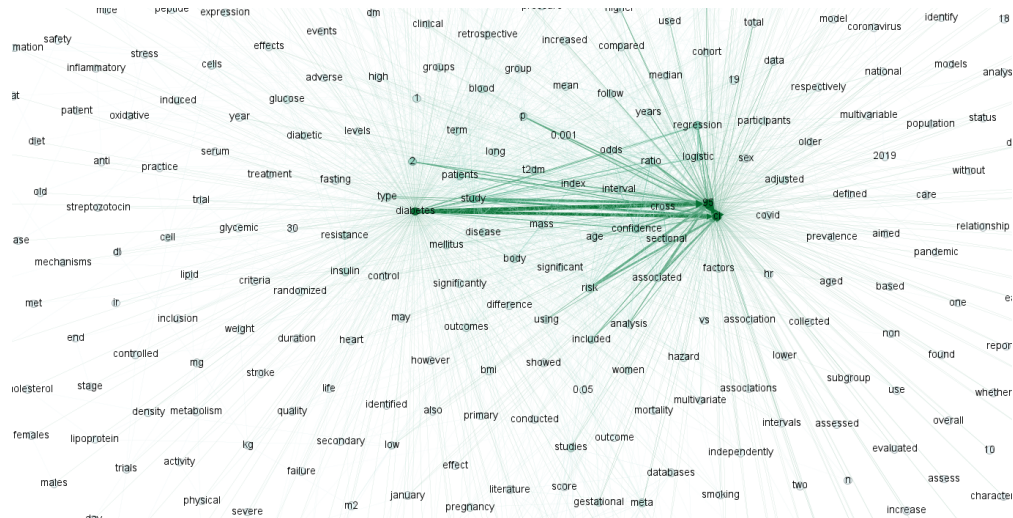 mice peptide expression dm clinical pressure higher used total model coronavirus identify 18
mation safety stress effects events retrospective increased compared cohort data
inflammatory cells adverse high groups group mean median 19 respectively national models analys
at patient oxidative induced glucose 1 blood follow years participants multivariable population status
diet anti practice serum year diabetic levels term p 0.001 odds ratio regression logistic sex older 2019 without
old streptozotocin trial treatment fasting 2 long patients t2dm index interval adjusted defined care
ase mechanisms dl cell glycemic 30 resistance type diabetes study mass cross 95 ci covid prevalence aimed relationship
mellitus disease age confidence sectional pandemic
met lr lipid criteria randomized insulin control significantly body significant risk associated factors hr aged based one
end inclusion weight duration heart may outcomes difference using included analysis vs association collected non found repor
controlled mg stroke life however bmi showed women hazard lower subgroup use whether
olesterol stage density metabolism quality identified also primary conducted 0.05 mortality multivariate associations intervals assessed overall
females lipoprotein kg secondary low studies outcome independently evaluated 10
males trials activity failure effect literature score databases smoking two n assess character
physical severe m2 january pregnancy gestational meta increase